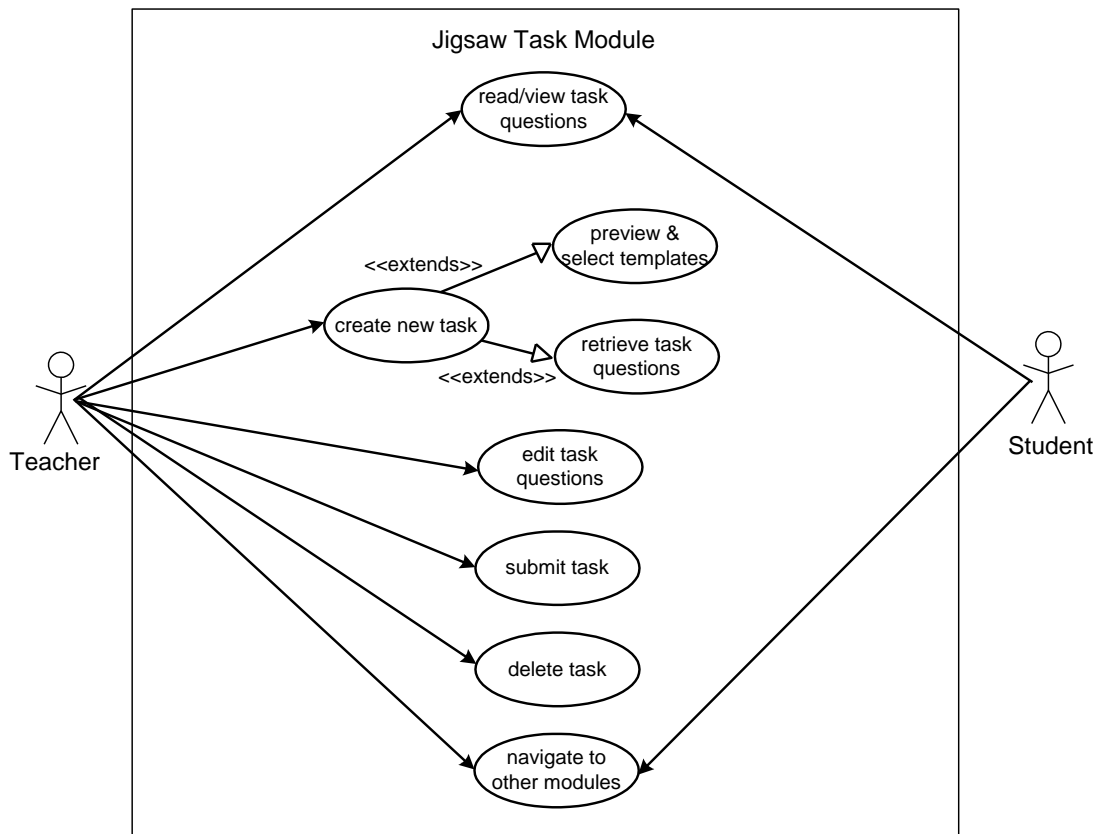 Jigsaw Task Module
read/view task
questions
preview &
select templates
<<extends>>
create new task
retrieve task
questions
<<extends>>
Teacher
Student
edit task
questions
submit task
delete task
navigate to
other modules